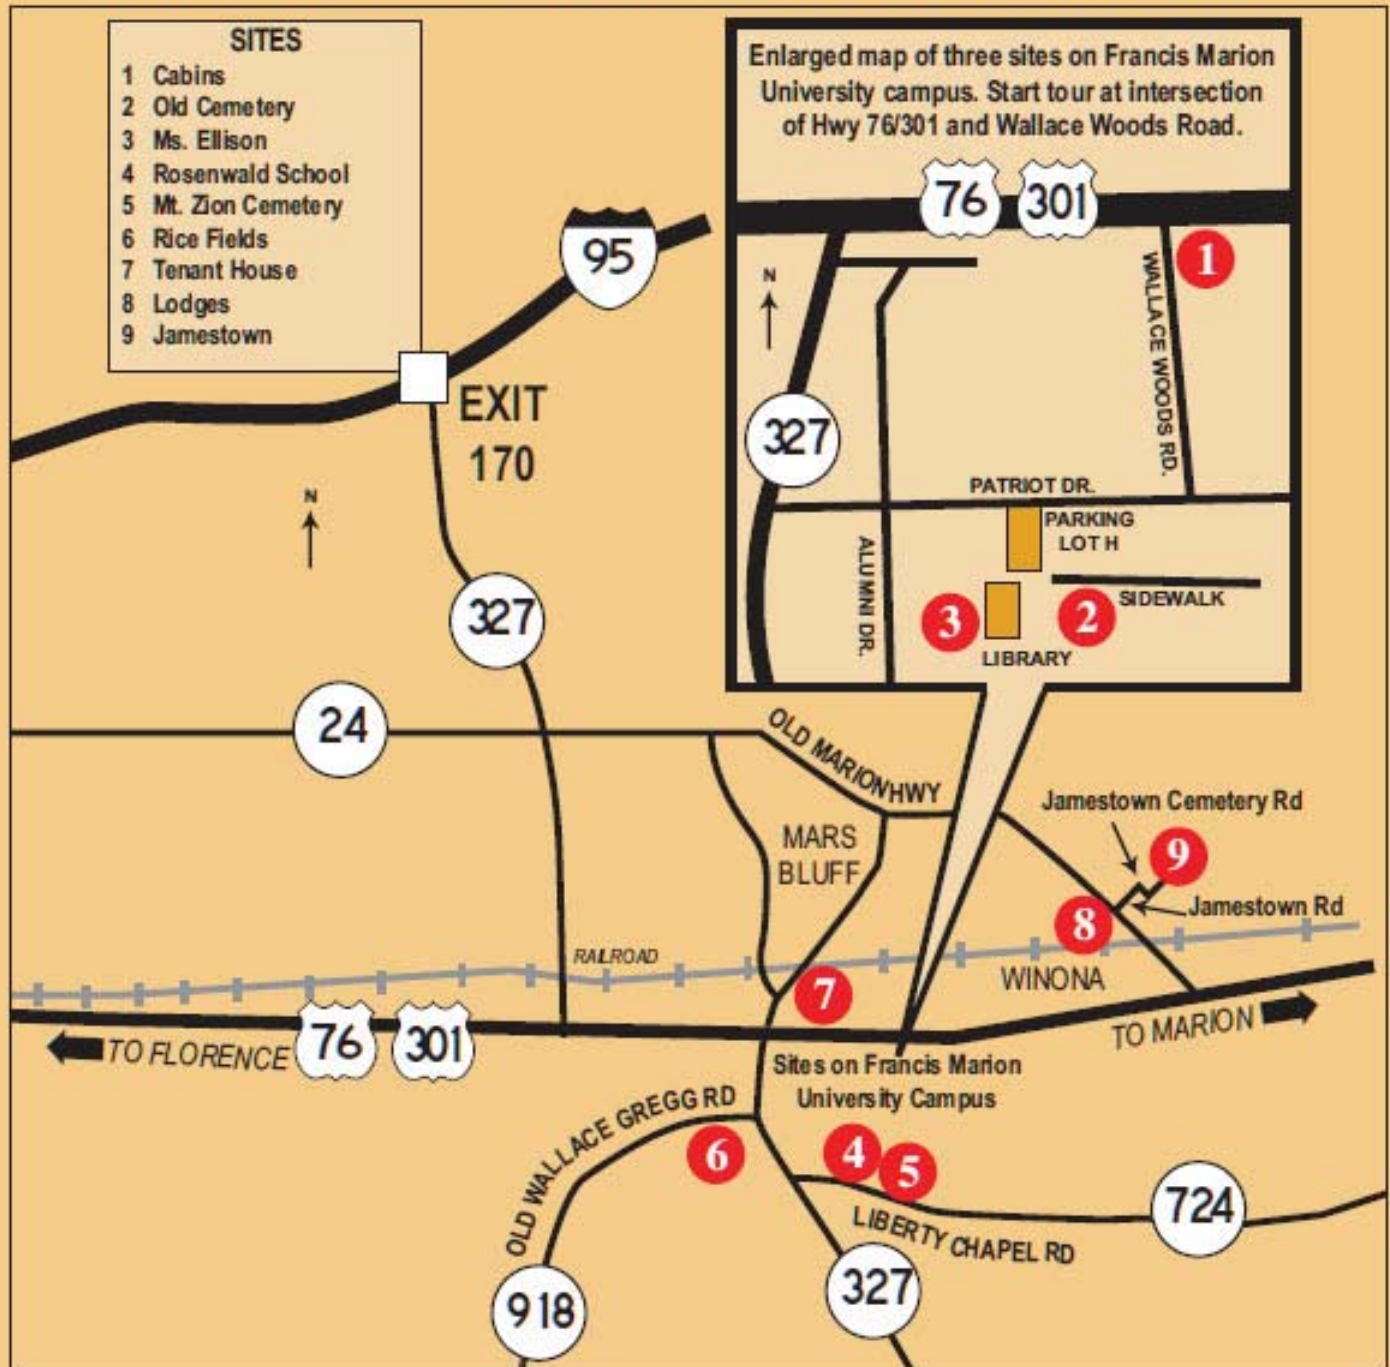 SITES
1 Cabins
2 Old Cemetery
3 Ms. Ellison
4 Rosenwald School
5 Mt. Zion Cemetery
6 Rice Fields
7 Tenant House
8 Lodges
9 Jamestown
Enlarged map of three sites on Francis Marion
University campus. Start tour at intersection
of Hwy 76/301 and Wallace Woods Road.
76 301
1
WALLACE WOODS RD.
N
327
PATRIOT DR.
PARKING
LOT H
ALUMNI DR.
SIDEWALK
3
2
LIBRARY
95
EXIT
170
N
327
24
OLD MARION HWY
MARS
BLUFF
Jamestown Cemetery Rd
9
Jamestown Rd
8
RAILROAD
WINONA
7
TO FLORENCE
76 301
TO MARION
Sites on Francis Marion
University Campus
OLD WALLACE GREGG RD
6
4
5
724
LIBERTY CHAPEL RD
918
327